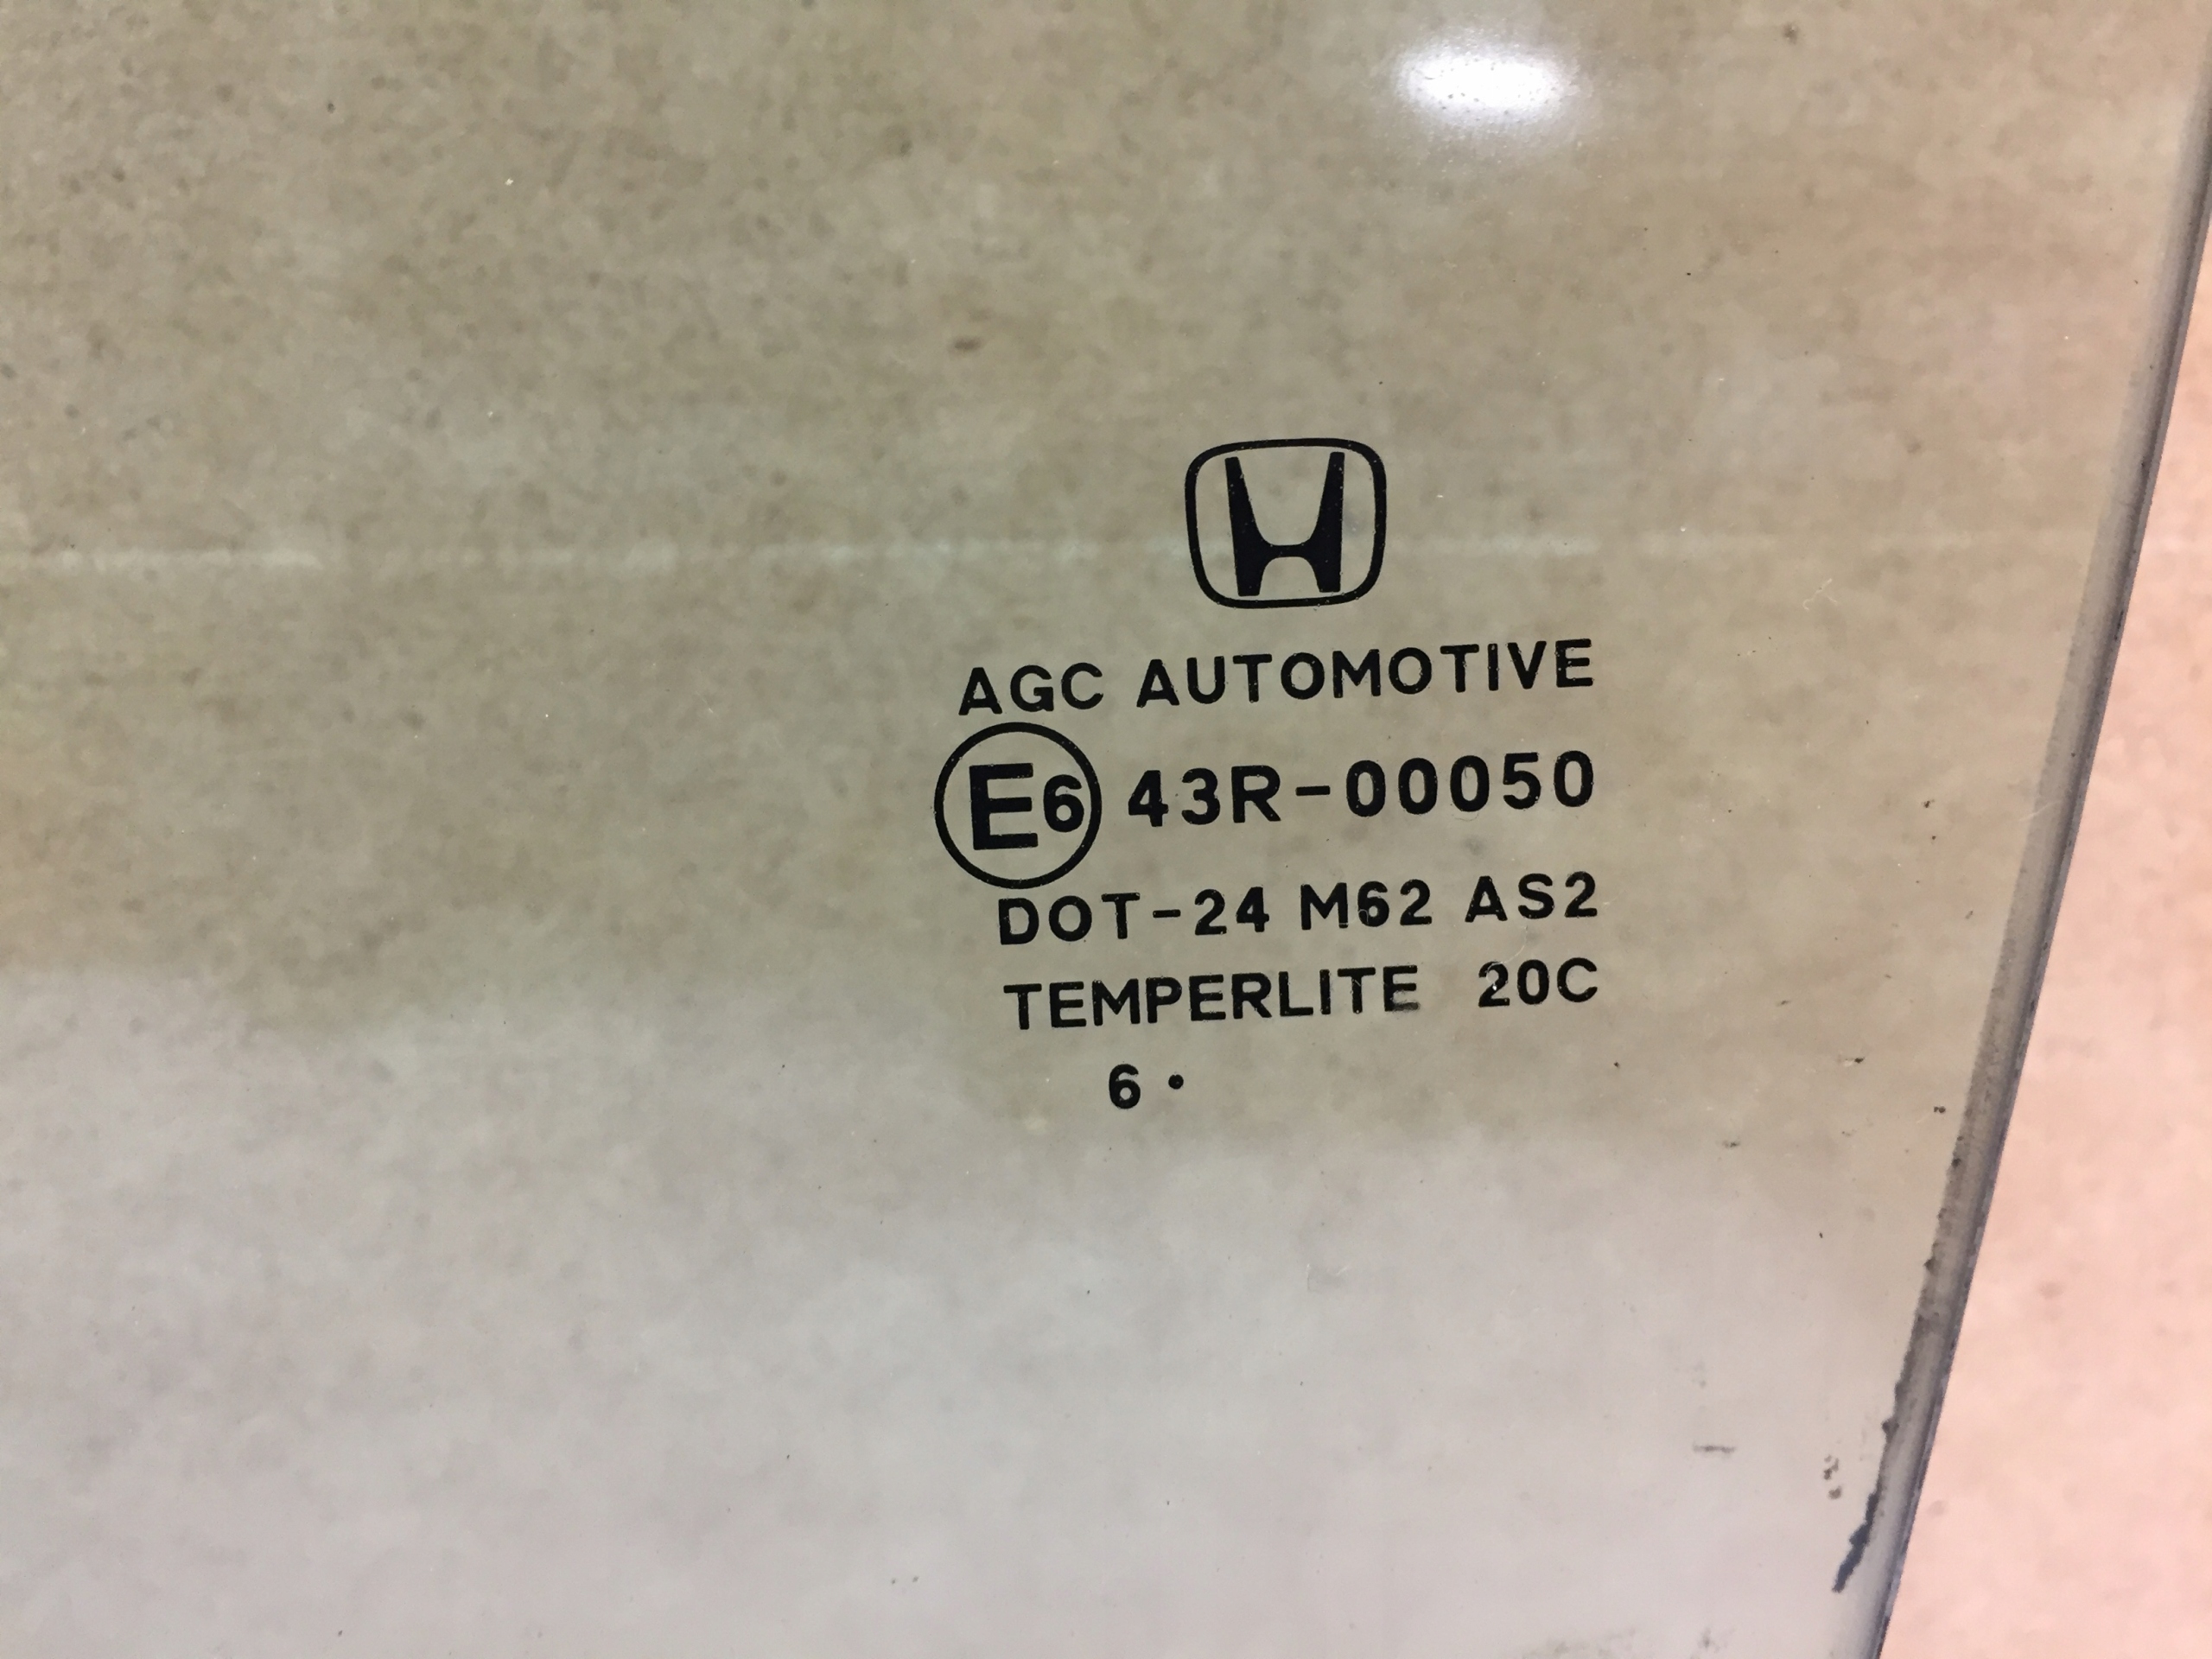 AGC AUTOMOTIVE
E6 43R-00050
DOT-24 M62 AS2
TEMPERLITE 20C
6 •